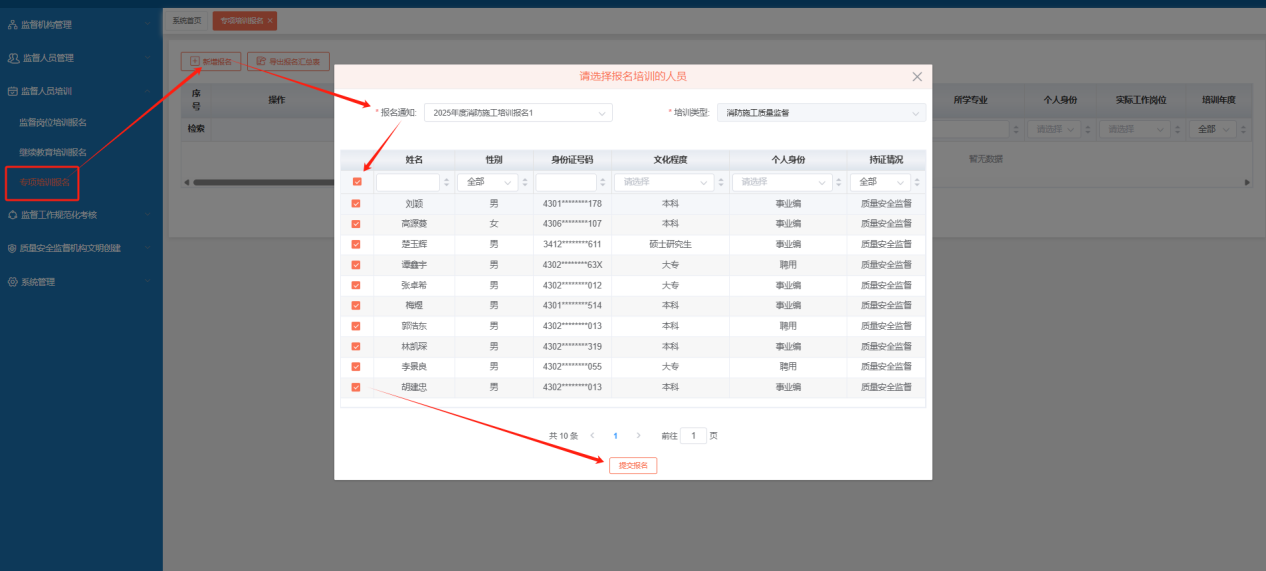 监督机构管理
监督人员管理
监督人员培训
监督岗位培训报名
继续教育培训报名
专项培训报名
监督工作规范化考核
质量安全监督机构文明创建
系统管理
系统首页 专项培训报名 ×
新增报名 导出报名汇总表
序号 操作 所学专业 个人身份 实际工作岗位 培训年度
检索 请选择 请选择 全部
暂无数据
请选择报名培训的人员
* 报名通知: 2025年度消防施工培训报名1 * 培训类型: 消防施工质量监督
姓名 性别 身份证号码 文化程度 个人身份 持证情况
全部 请选择 请选择 全部
刘颖 男 4301********178 本科 事业编 质量安全监督
高源蔓 女 4306********107 本科 事业编 质量安全监督
楚玉辉 男 3412********611 硕士研究生 事业编 质量安全监督
谭鑫宇 男 4302********63X 大专 聘用 质量安全监督
张卓希 男 4302********012 大专 事业编 质量安全监督
梅煜 男 4301********514 本科 事业编 质量安全监督
郭浩东 男 4302********013 本科 聘用 质量安全监督
林凯琛 男 4302********319 本科 事业编 质量安全监督
李景良 男 4302********055 大专 聘用 质量安全监督
胡建忠 男 4302********013 本科 事业编 质量安全监督
共 10 条 1 前往 1 页
提交报名